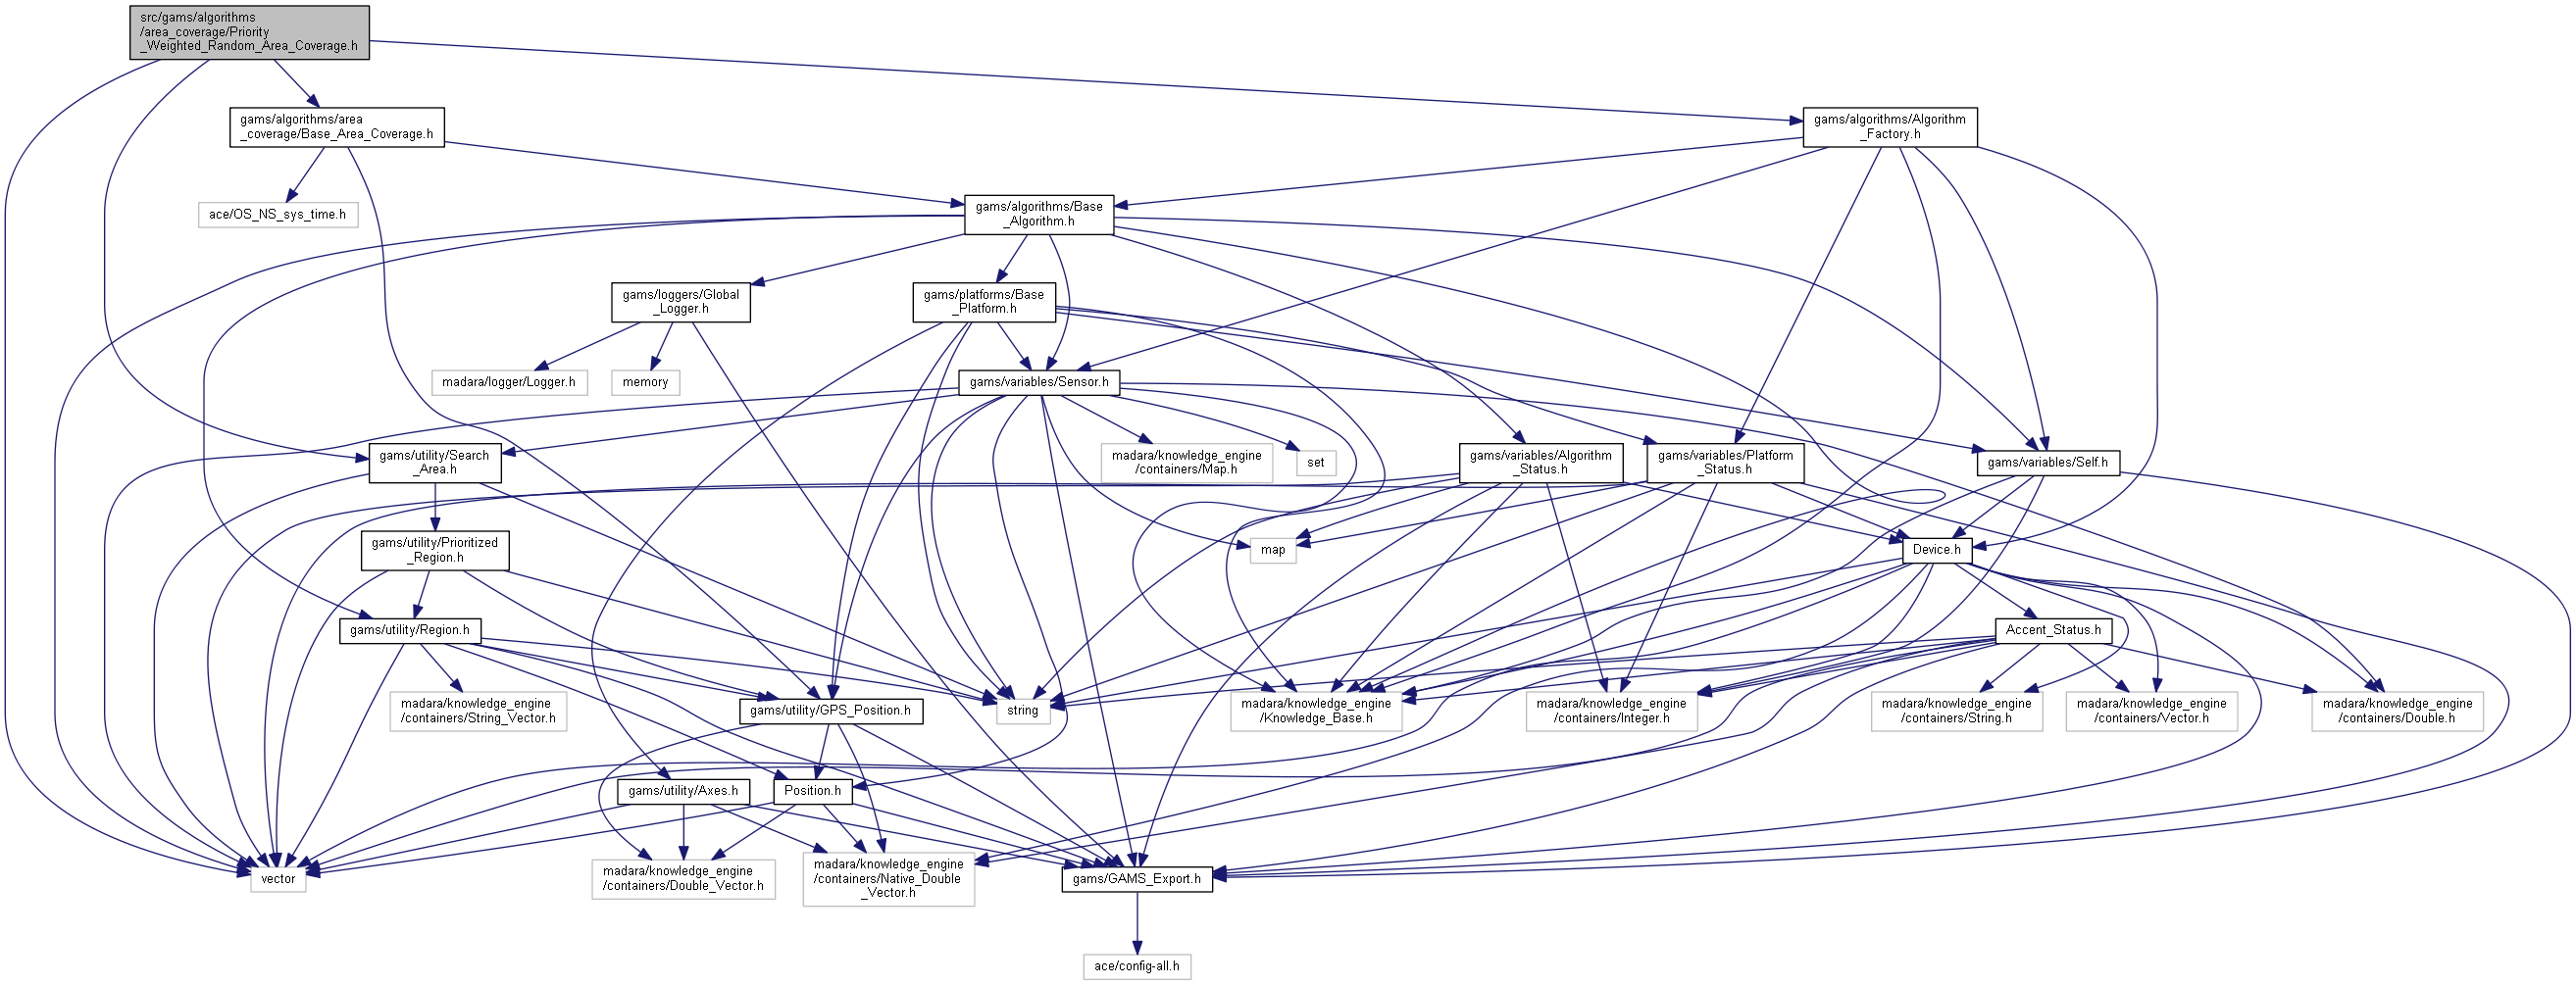 src/gams/algorithms
/area_coverage/Priority
_Weighted_Random_Area_Coverage.h
gams/algorithms/area
_coverage/Base_Area_Coverage.h
gams/algorithms/Algorithm
_Factory.h
ace/OS_NS_sys_time.h
gams/algorithms/Base
_Algorithm.h
gams/loggers/Global
_Logger.h
gams/platforms/Base
_Platform.h
madara/logger/Logger.h
memory
gams/variables/Sensor.h
gams/utility/Search
_Area.h
madara/knowledge_engine
/containers/Map.h
set
gams/variables/Algorithm
_Status.h
gams/variables/Platform
_Status.h
gams/variables/Self.h
gams/utility/Prioritized
_Region.h
map
Device.h
gams/utility/Region.h
Accent_Status.h
madara/knowledge_engine
/containers/String_Vector.h
gams/utility/GPS_Position.h
string
madara/knowledge_engine
/Knowledge_Base.h
madara/knowledge_engine
/containers/Integer.h
madara/knowledge_engine
/containers/String.h
madara/knowledge_engine
/containers/Vector.h
madara/knowledge_engine
/containers/Double.h
gams/utility/Axes.h
Position.h
vector
madara/knowledge_engine
/containers/Double_Vector.h
madara/knowledge_engine
/containers/Native_Double
_Vector.h
gams/GAMS_Export.h
ace/config-all.h